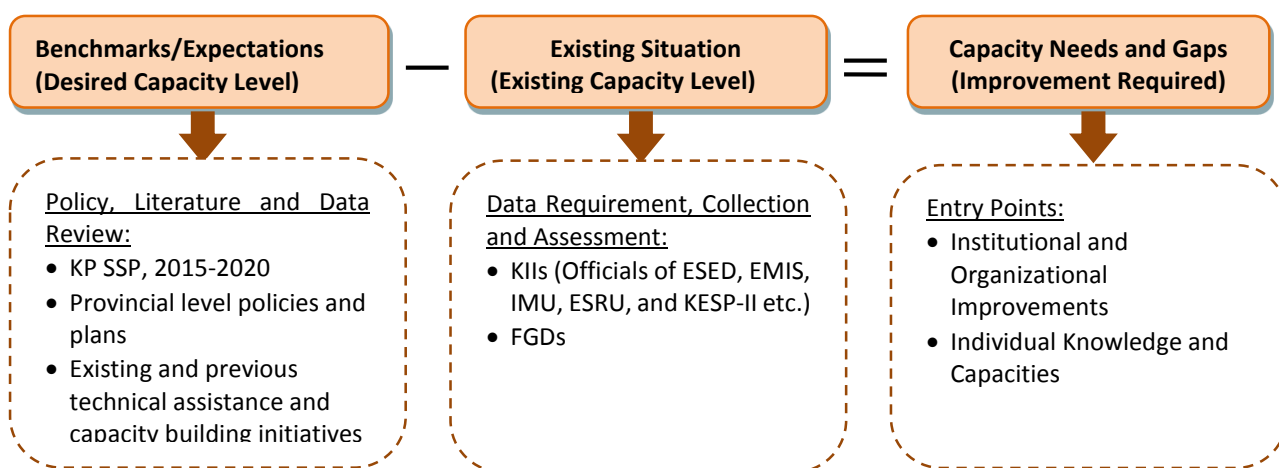 Benchmarks/Expectations
(Desired Capacity Level)
—
Existing Situation
(Existing Capacity Level)
=
Capacity Needs and Gaps
(Improvement Required)
Policy, Literature and Data
Review:
• KP SSP, 2015-2020
• Provincial level policies and
plans
• Existing and previous
technical assistance and
capacity building initiatives
Data Requirement, Collection
and Assessment:
• KIIs (Officials of ESED, EMIS,
IMU, ESRU, and KESP-II etc.)
• FGDs
Entry Points:
• Institutional and
Organizational
Improvements
• Individual Knowledge and
Capacities